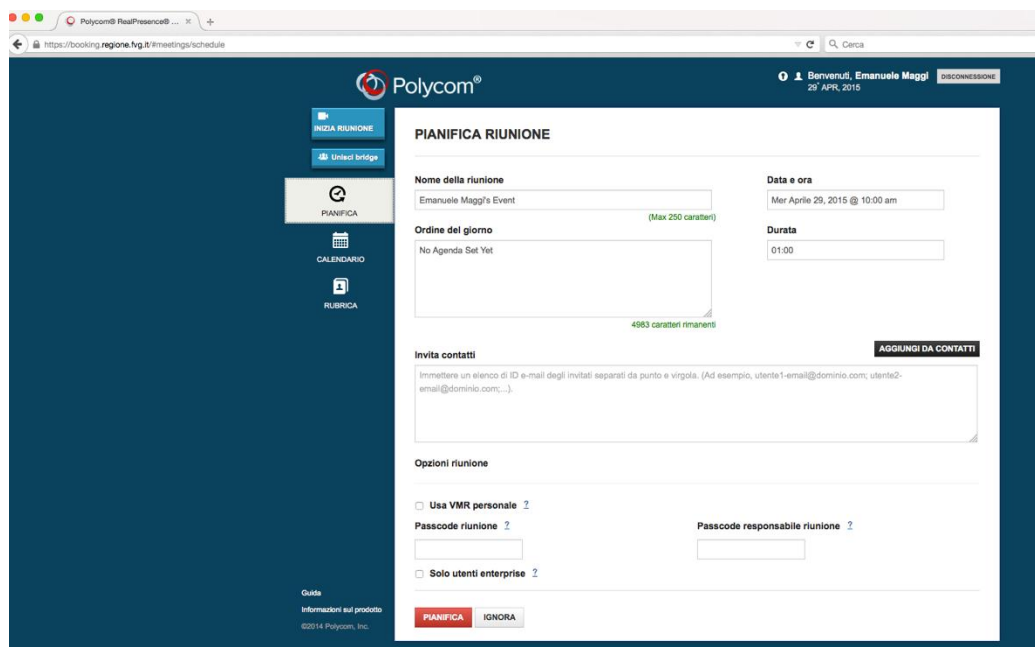 Polycom® RealPresence® ... × +
https://booking.regione.fvg.it/#meetings/schedule
Cerca
Polycom®
Benvenuti, Emanuele Maggi
DISCONNESSIONE
29° APR, 2015
INIZIA RIUNIONE
Unisci bridge
PIANIFICA
CALENDARIO
RUBRICA
PIANIFICA RIUNIONE
Nome della riunione
Emanuele Maggi's Event
(Max 250 caratteri)
Data e ora
Mer Aprile 29, 2015 @ 10:00 am
Ordine del giorno
No Agenda Set Yet
4983 caratteri rimanenti
Durata
01:00
Invita contatti
AGGIUNGI DA CONTATTI
Immettere un elenco di ID e-mail degli invitati separati da punto e virgola. (Ad esempio, utente1-email@dominio.com; utente2-
email@dominio.com;...).
Opzioni riunione
Usa VMR personale ?
Passcode riunione ?
Passcode responsabile riunione ?
Solo utenti enterprise ?
PIANIFICA
IGNORA
Guida
Informazioni sul prodotto
©2014 Polycom, Inc.